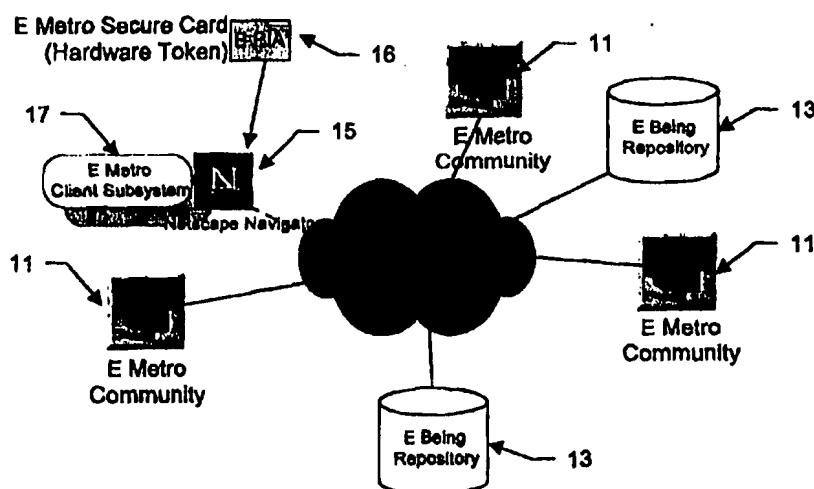 E Metro Secure Card
(Hardware Token)
16
11
17
15
E Metro
Community
E Being
Repository
13
E Metro
Client Subsystem
N
Netscape Navigator
11
E Metro
Community
11
E Metro
Community
E Being
Repository
13